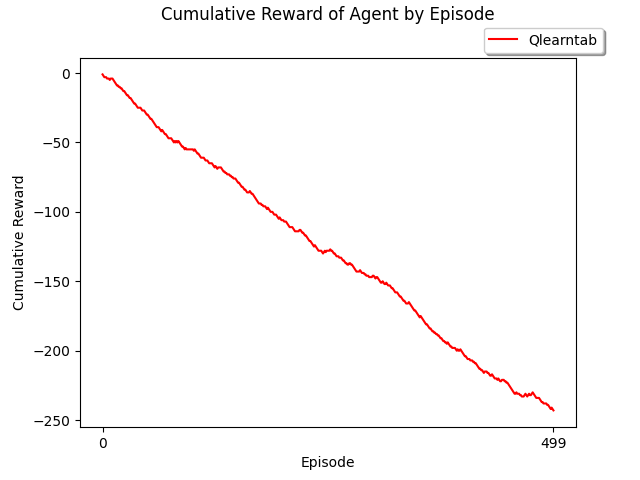 Cumulative Reward of Agent by Episode
Qlearntab
0
−50
−100
−150
−200
−250
Cumulative Reward
0
499
Episode